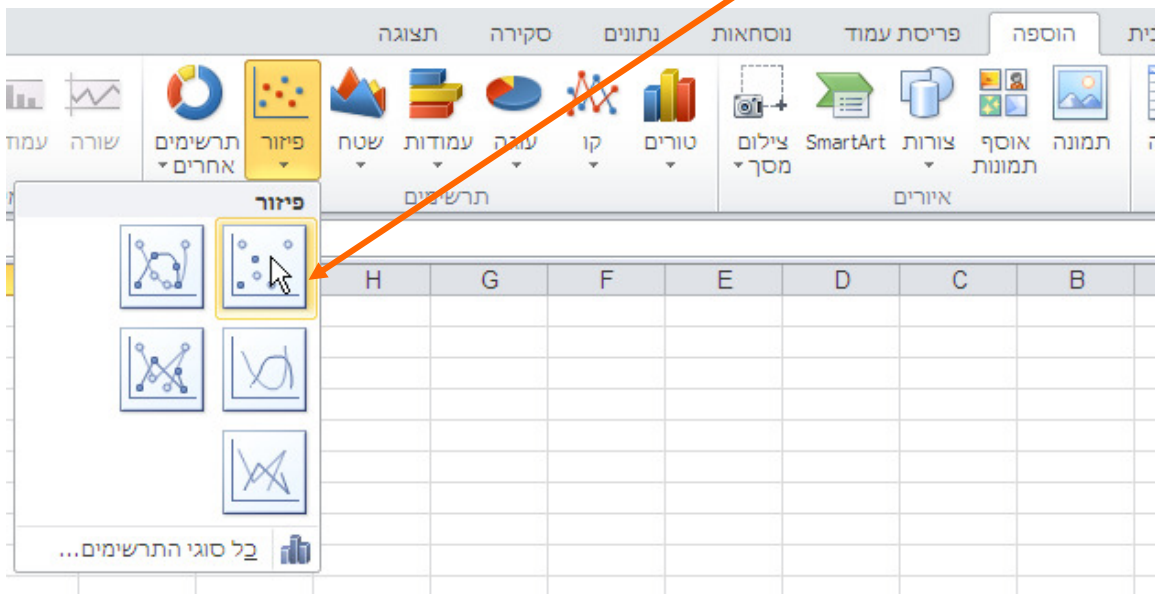 הוספה פריסת עמוד נוסחאות נתונים סקירה תצוגה
תמונה אוסף תמונות צורות SmartArt צילום מסך טורים קו עוגה עמודות שטח פיזור תרשימים אחרים שורה
איורים תרשימים
פיזור
B C D E F G H
כל סוגי התרשימים...